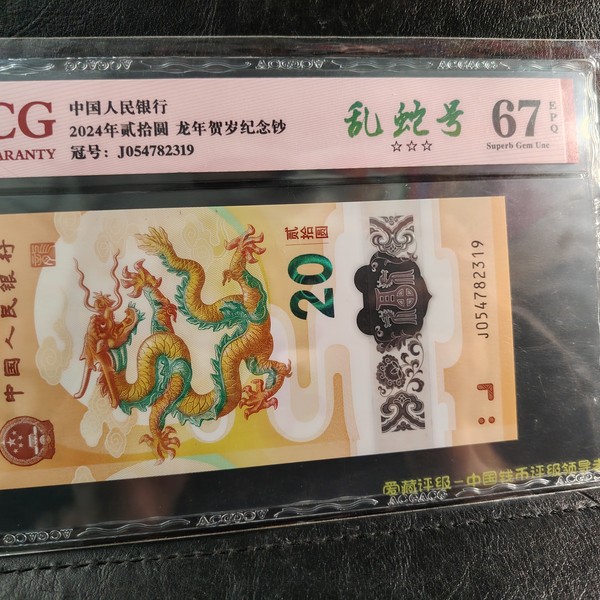 CG
ARANTY
中国人民银行
2024年贰拾圆 龙年贺岁纪念钞
冠号：J054782319
乱蛇号
☆☆☆
67
EPQ
Superb Gem Unc
中国人民银行
贰拾圆
20
J054782319
爱藏评级－中国钱币评级领导者